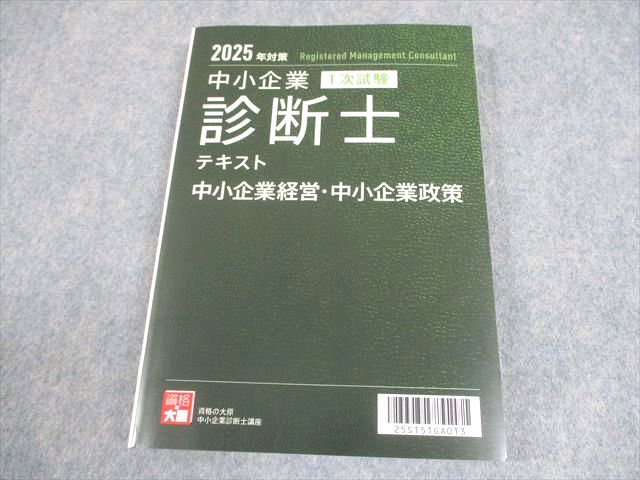 2025年対策 Registered Management Consultant
中小企業 1次試験
診断士
テキスト
中小企業経営・中小企業政策
資格の大原
資格の大原
中小企業診断士講座
25S151GA013